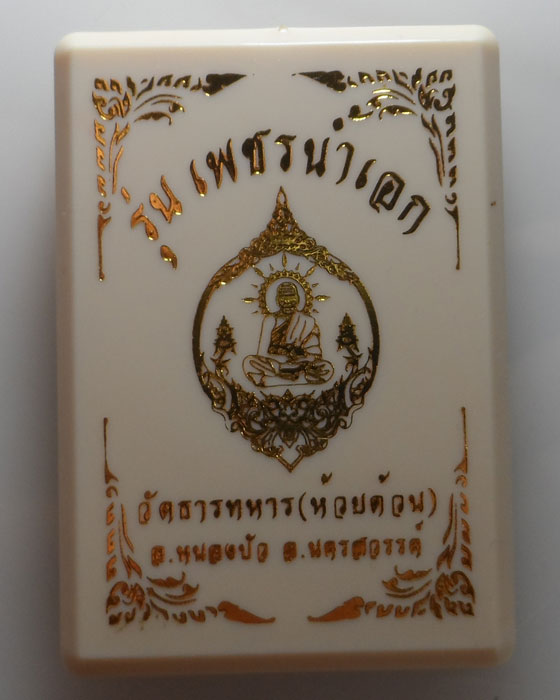 รุ่น เพชรน้ำเอก
วัดธารทหาร(ห้วยด้วน)
อ.หนองบัว จ.นครสวรรค์